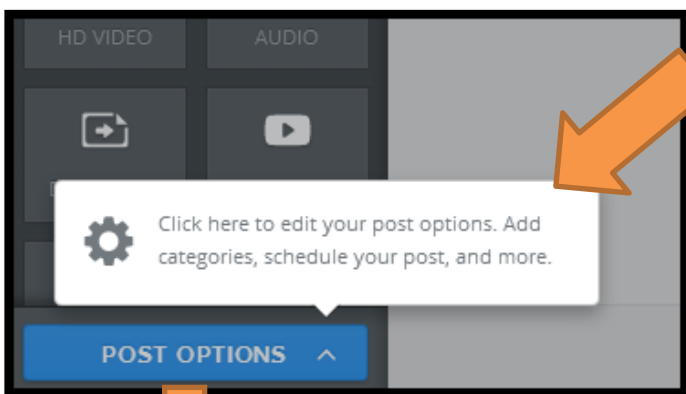 HD VIDEO
AUDIO
Click here to edit your post options. Add
categories, schedule your post, and more.
POST OPTIONS